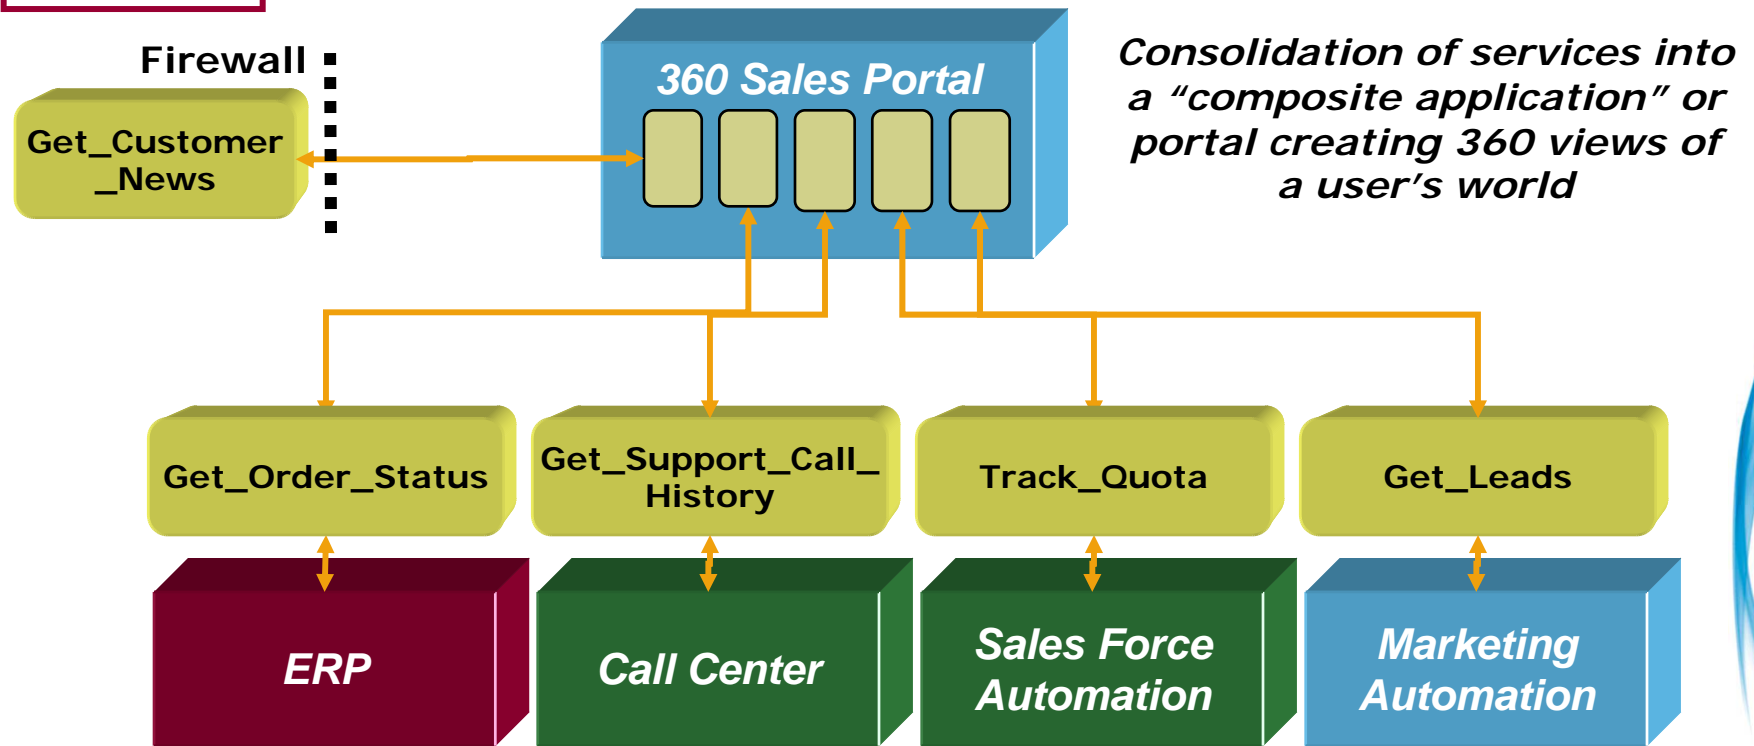 Firewall
360 Sales Portal
Consolidation of services into
a “composite application” or
portal creating 360 views of
a user’s world
Get_Customer
_News
Get_Order_Status
Get_Support_Call_
History
Track_Quota
Get_Leads
ERP
Call Center
Sales Force
Automation
Marketing
Automation